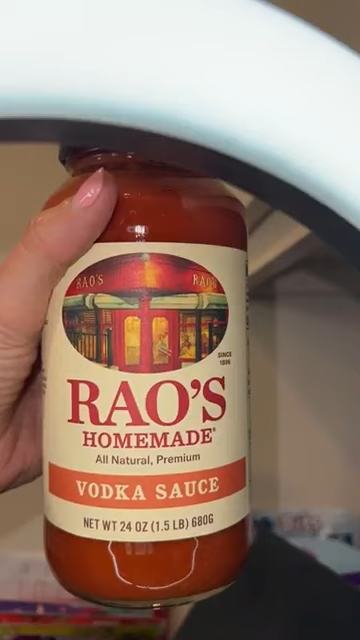 RAO'S RAO'S
SINCE
1896
RAO'S
HOMEMADE®
All Natural, Premium
VODKA SAUCE
NET WT 24 OZ (1.5 LB) 680G